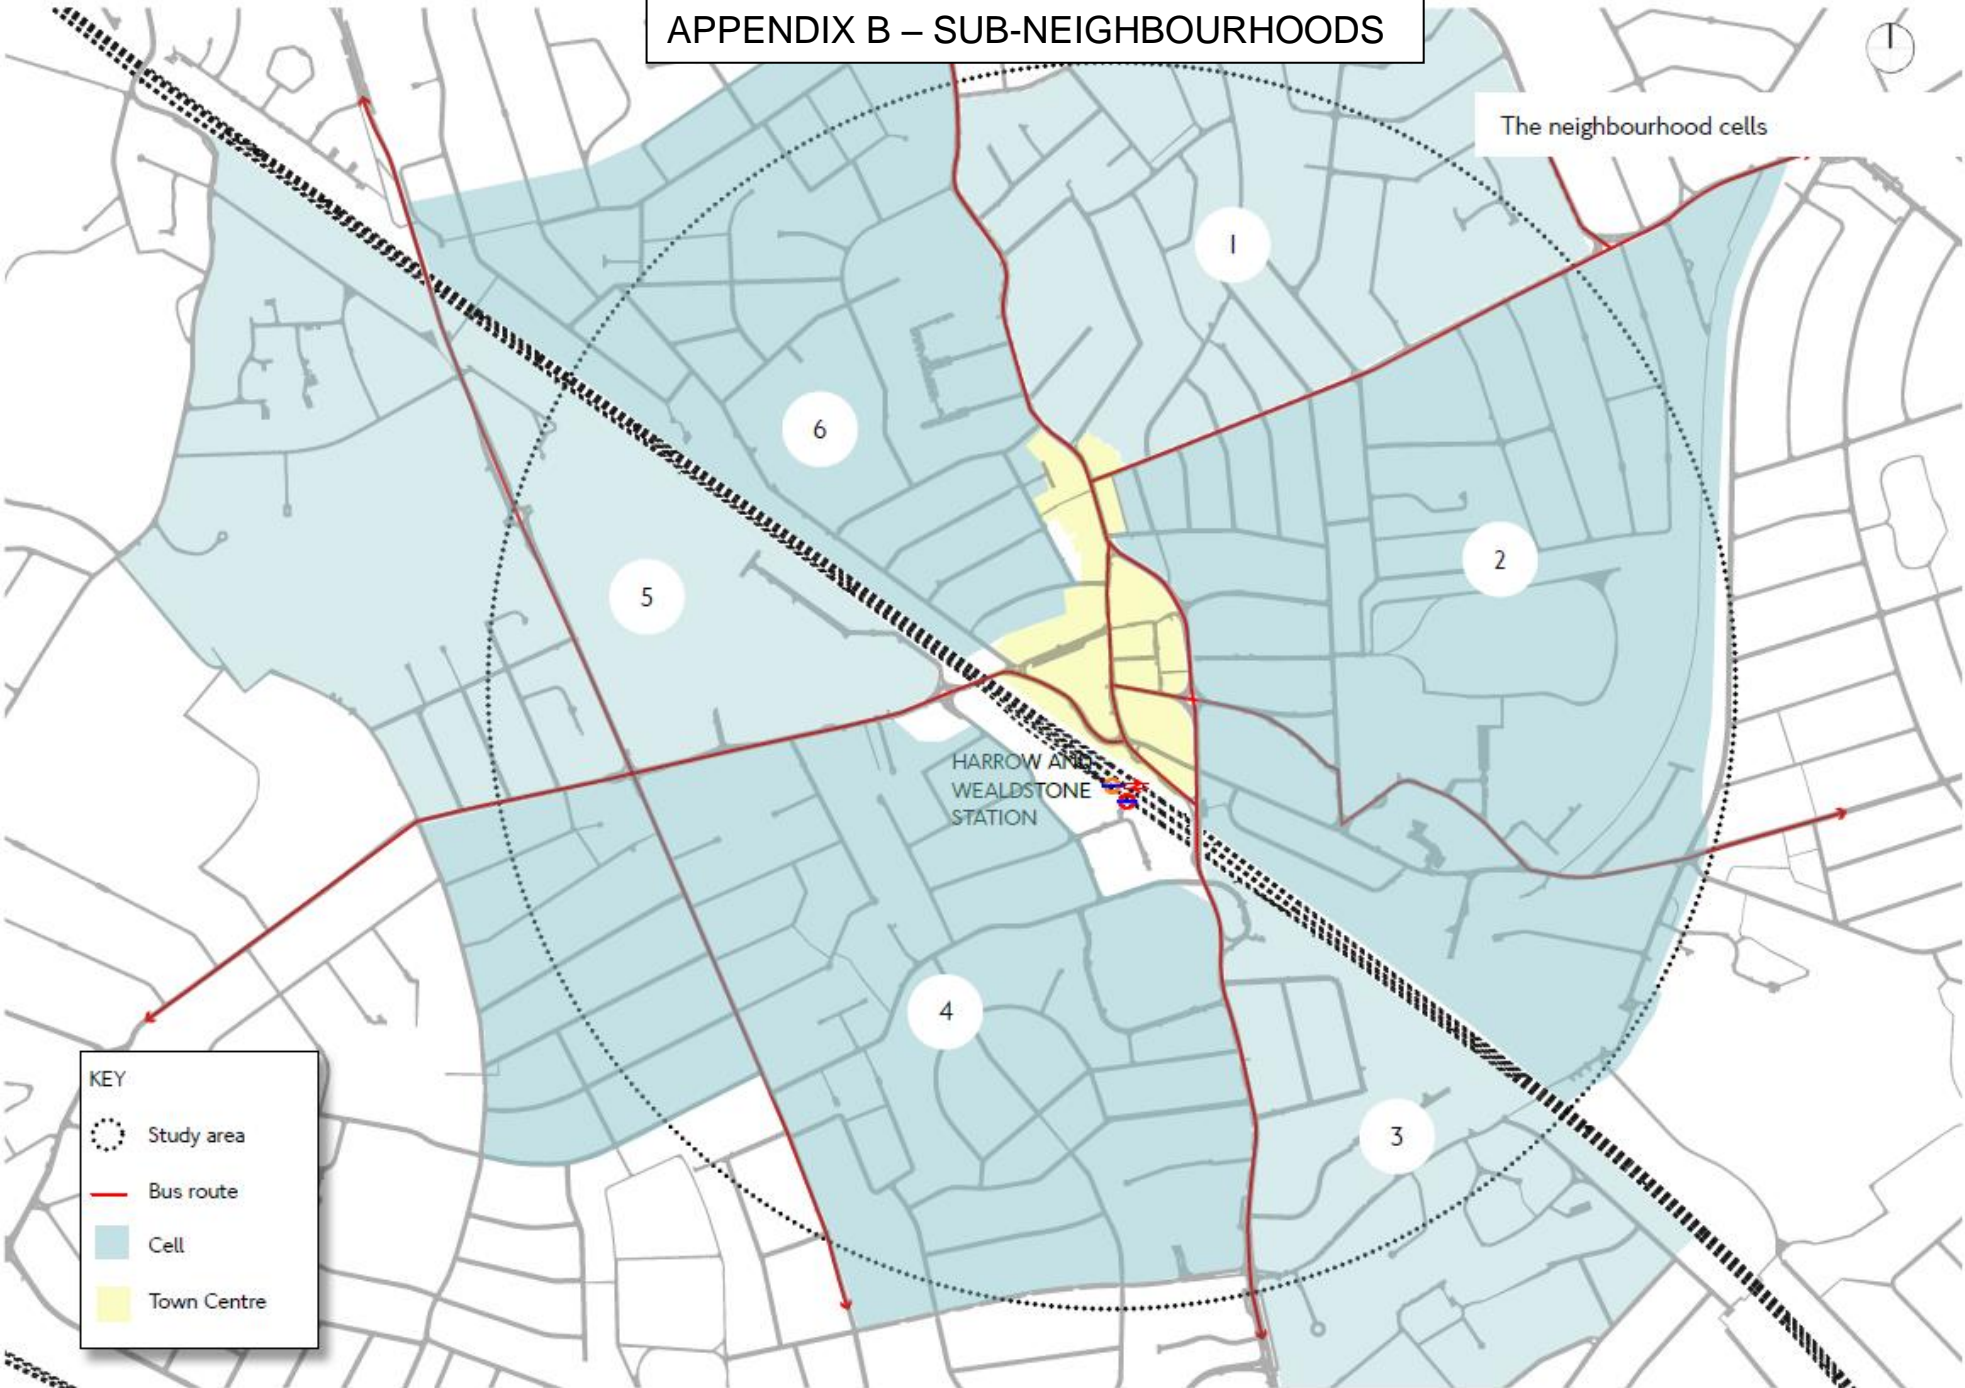 APPENDIX B – SUB-NEIGHBOURHOODS
The neighbourhood cells
1
6
2
5
HARROW AND
WEALDSTONE
STATION
4
3
KEY
Study area
Bus route
Cell
Town Centre